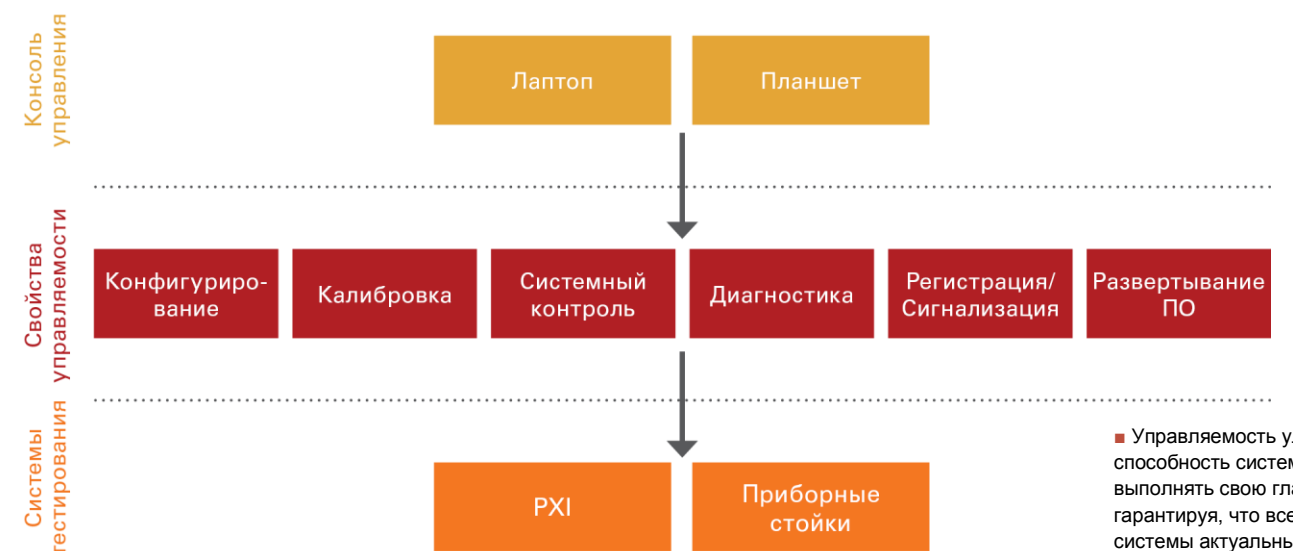 Консоль
управления
Лаптоп
Планшет
Свойства
управляемости
Конфигуриро-
вание
Калибровка
Системный
контроль
Диагностика
Регистрация/
Сигнализация
Развертывание
ПО
Системы
тестирования
PXI
Приборные
стойки
■ Управляемость
способность
выполнять свою
гарантируя, что
системы